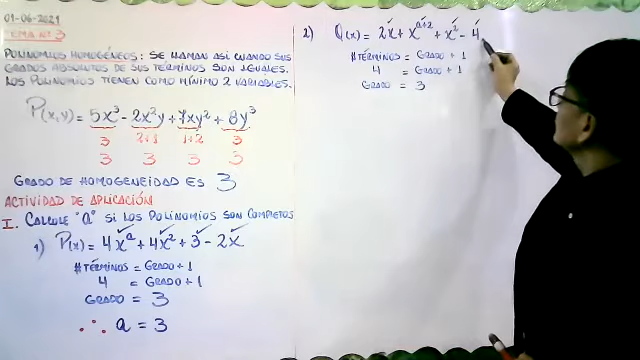 01-06-2021
TEMA N° 3
POLINOMIOS HOMOGÉNEOS: SE LLAMAN ASI CUANDO SUS
GRADOS ABSOLUTOS DE SUS TÉRMINOS SON IGUALES.
LOS POLINOMIOS TIENEN COMO MÍNIMO 2 VARIABLES.
P(x,y) = 5x³ - 2x²y + 7xy² + 8y³
3 2+1 1+2 3
3 3 3 3
GRADO DE HOMOGENEIDAD ES 3
ACTIVIDAD DE APLICACIÓN
I. CALCULE "a" SI LOS POLINOMIOS SON COMPLETOS
1) P(x) = 4xᵃ + 4x² + 3 - 2x
#TÉRMINOS = GRADO + 1
4 = GRADO + 1
GRADO = 3
∴ a = 3
2) Q(x) = 2x + xᵃ⁺² + x² - 4
#TÉRMINOS = GRADO + 1
4 = GRADO + 1
GRADO = 3